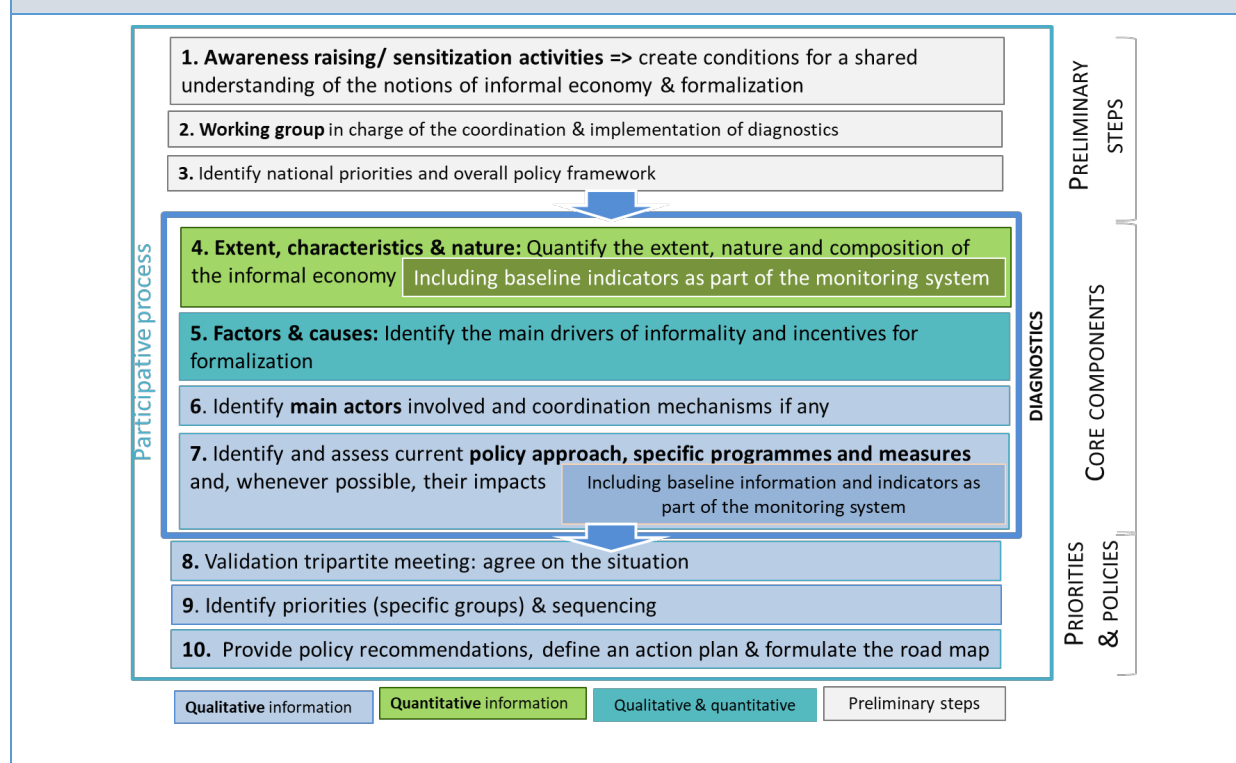 1. Awareness raising/ sensitization activities => create conditions for a shared
understanding of the notions of informal economy & formalization
2. Working group in charge of the coordination & implementation of diagnostics
3. Identify national priorities and overall policy framework
PRELIMINARY
STEPS
Participative process
4. Extent, characteristics & nature: Quantify the extent, nature and composition of
the informal economy
Including baseline indicators as part of the monitoring system
5. Factors & causes: Identify the main drivers of informality and incentives for
formalization
6. Identify main actors involved and coordination mechanisms if any
7. Identify and assess current policy approach, specific programmes and measures
and, whenever possible, their impacts
Including baseline information and indicators as
part of the monitoring system
DIAGNOSTICS
CORE COMPONENTS
8. Validation tripartite meeting: agree on the situation
9. Identify priorities (specific groups) & sequencing
10. Provide policy recommendations, define an action plan & formulate the road map
PRIORITIES
& POLICIES
Qualitative information
Quantitative information
Qualitative & quantitative
Preliminary steps